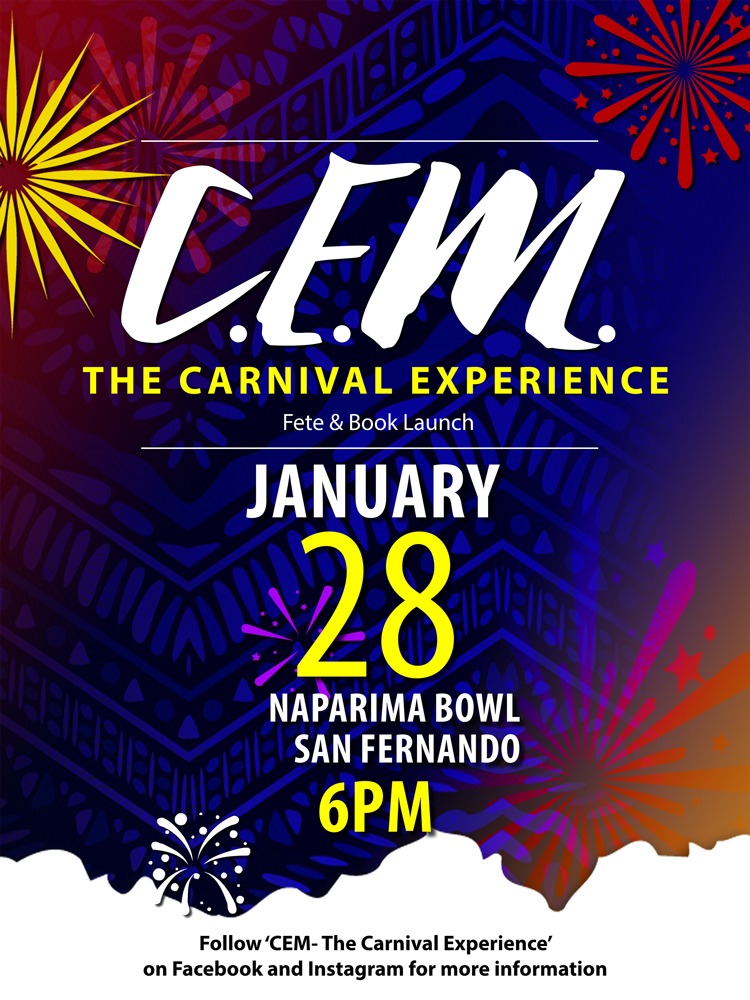 C.E.M.
THE CARNIVAL EXPERIENCE
Fete & Book Launch
JANUARY
28
NAPARIMA BOWL
SAN FERNANDO
6PM
Follow ‘CEM- The Carnival Experience’
on Facebook and Instagram for more information